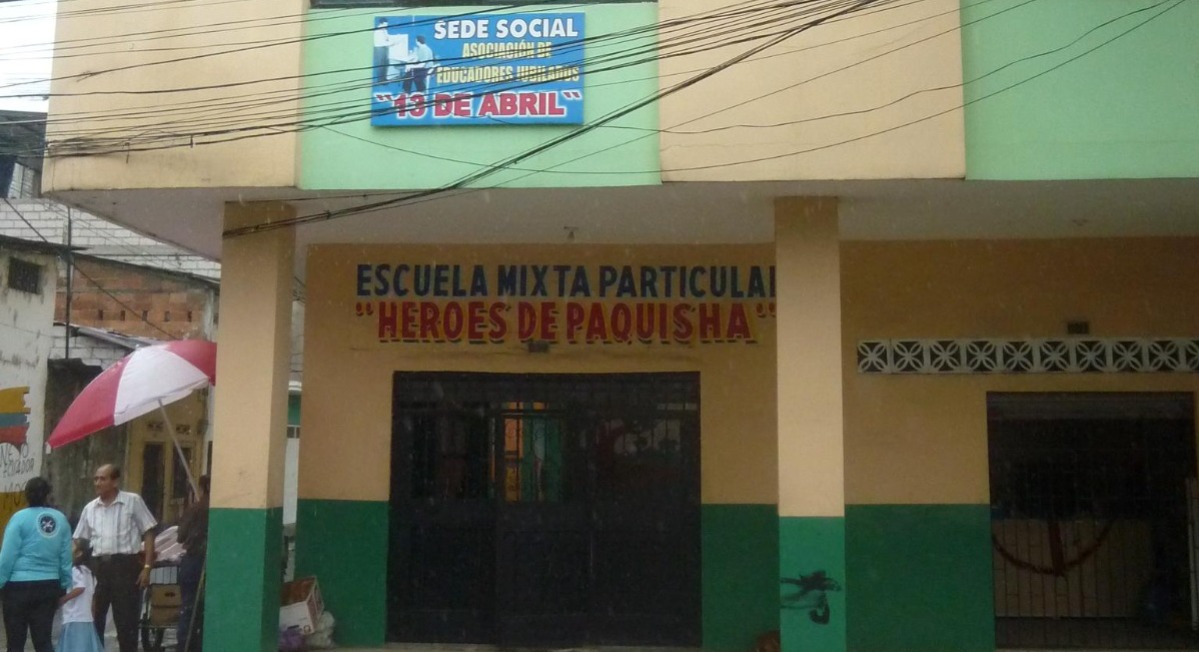 SEDE SOCIAL
ASOCIACIÓN DE
EDUCADORES JUBILADOS
"13 DE ABRIL"
ESCUELA MIXTA PARTICULAR
"HEROES DE PAQUISHA"